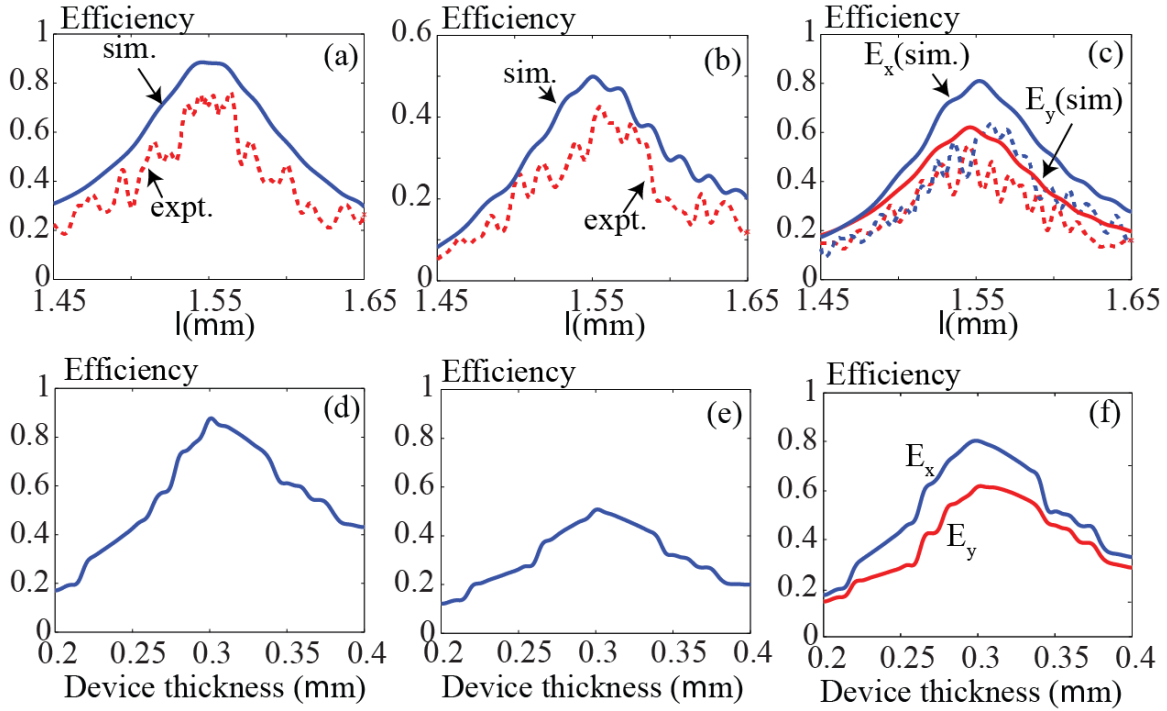 Efficiency
1
(a)
sim.
0.8
0.6
0.4
expt.
0.2
0
1.45
1.55
1.65
l(mm)
Efficiency
0.6
(b)
sim.
0.4
0.2
expt.
0
1.45
1.55
1.65
l(mm)
Efficiency
1
(c)
Ex(sim.)
0.8
Ey(sim)
0.6
0.4
0.2
0
1.45
1.55
1.65
l(mm)
Efficiency
1
(d)
0.8
0.6
0.4
0.2
0
0.2
0.25
0.3
0.35
0.4
Device thickness (mm)
Efficiency
1
(e)
0.8
0.6
0.4
0.2
0
0.2
0.25
0.3
0.35
0.4
Device thickness (mm)
Efficiency
1
(f)
0.8
Ex
0.6
Ey
0.4
0.2
0
0.2
0.25
0.3
0.35
0.4
Device thickness (mm)